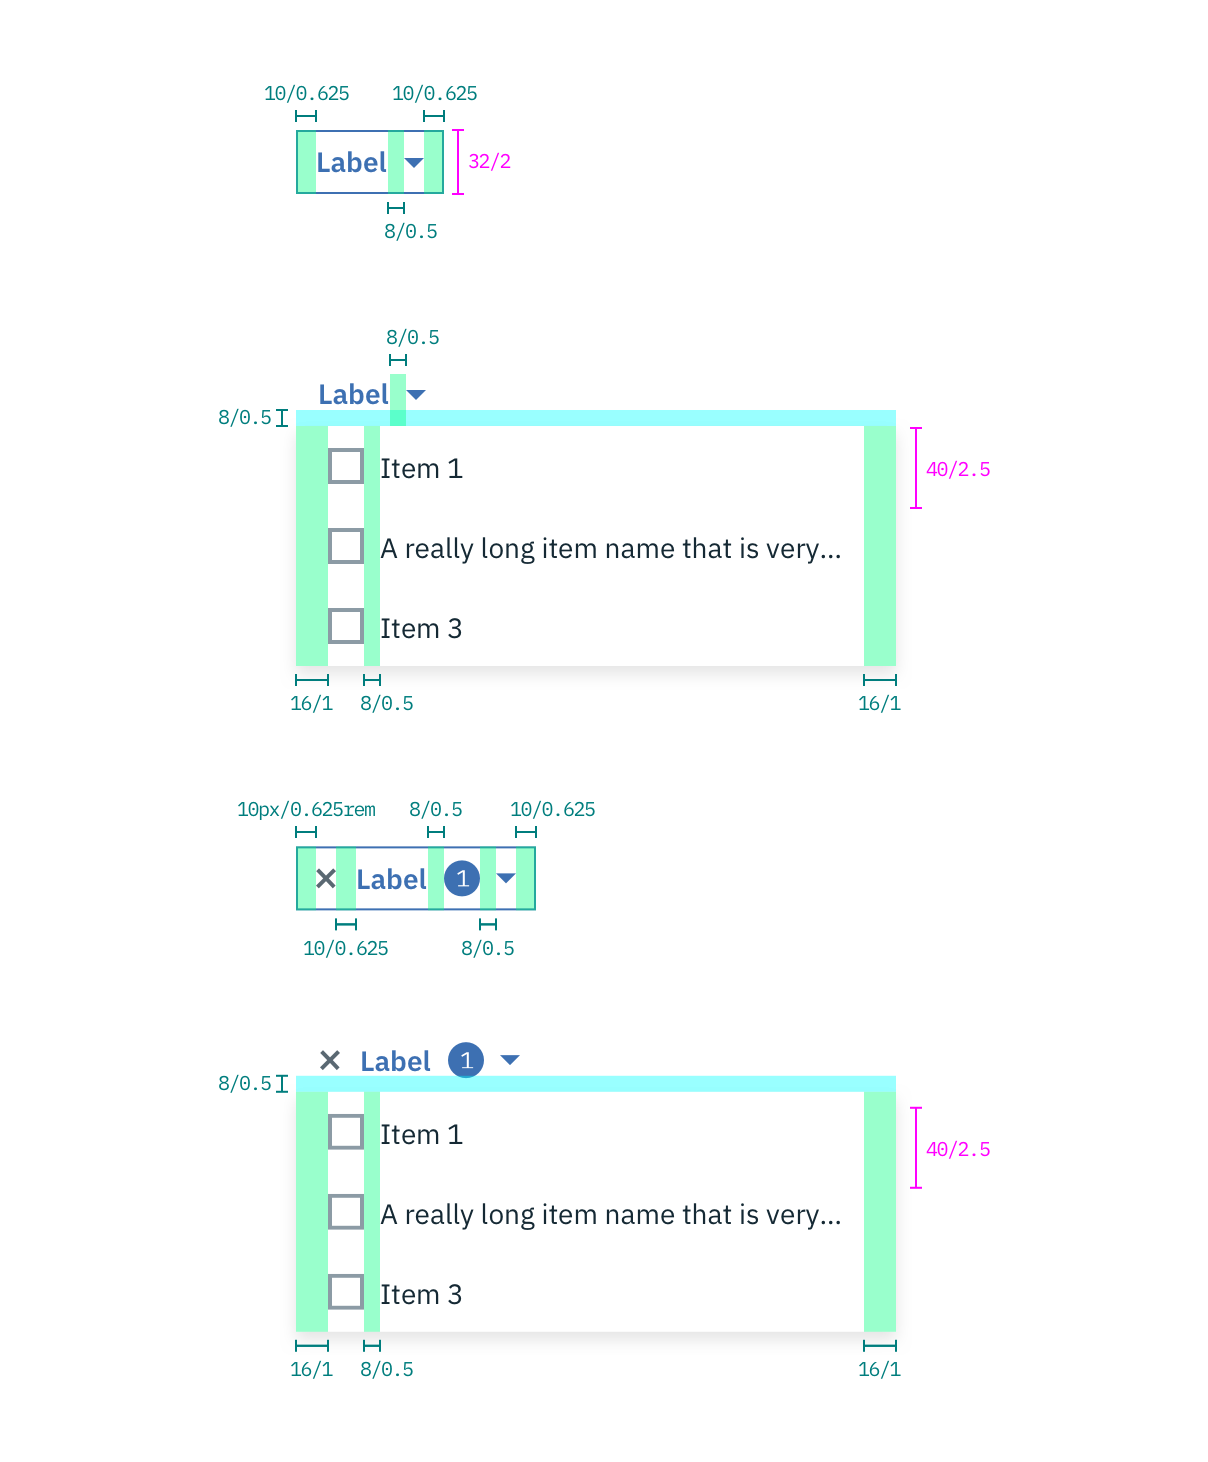 10/0.625 10/0.625
Label 32/2
8/0.5
8/0.5
Label
8/0.5
Item 1 40/2.5
A really long item name that is very...
Item 3
16/1 8/0.5 16/1
10px/0.625rem 8/0.5 10/0.625
Label 1
10/0.625 8/0.5
Label 1
8/0.5
Item 1 40/2.5
A really long item name that is very...
Item 3
16/1 8/0.5 16/1